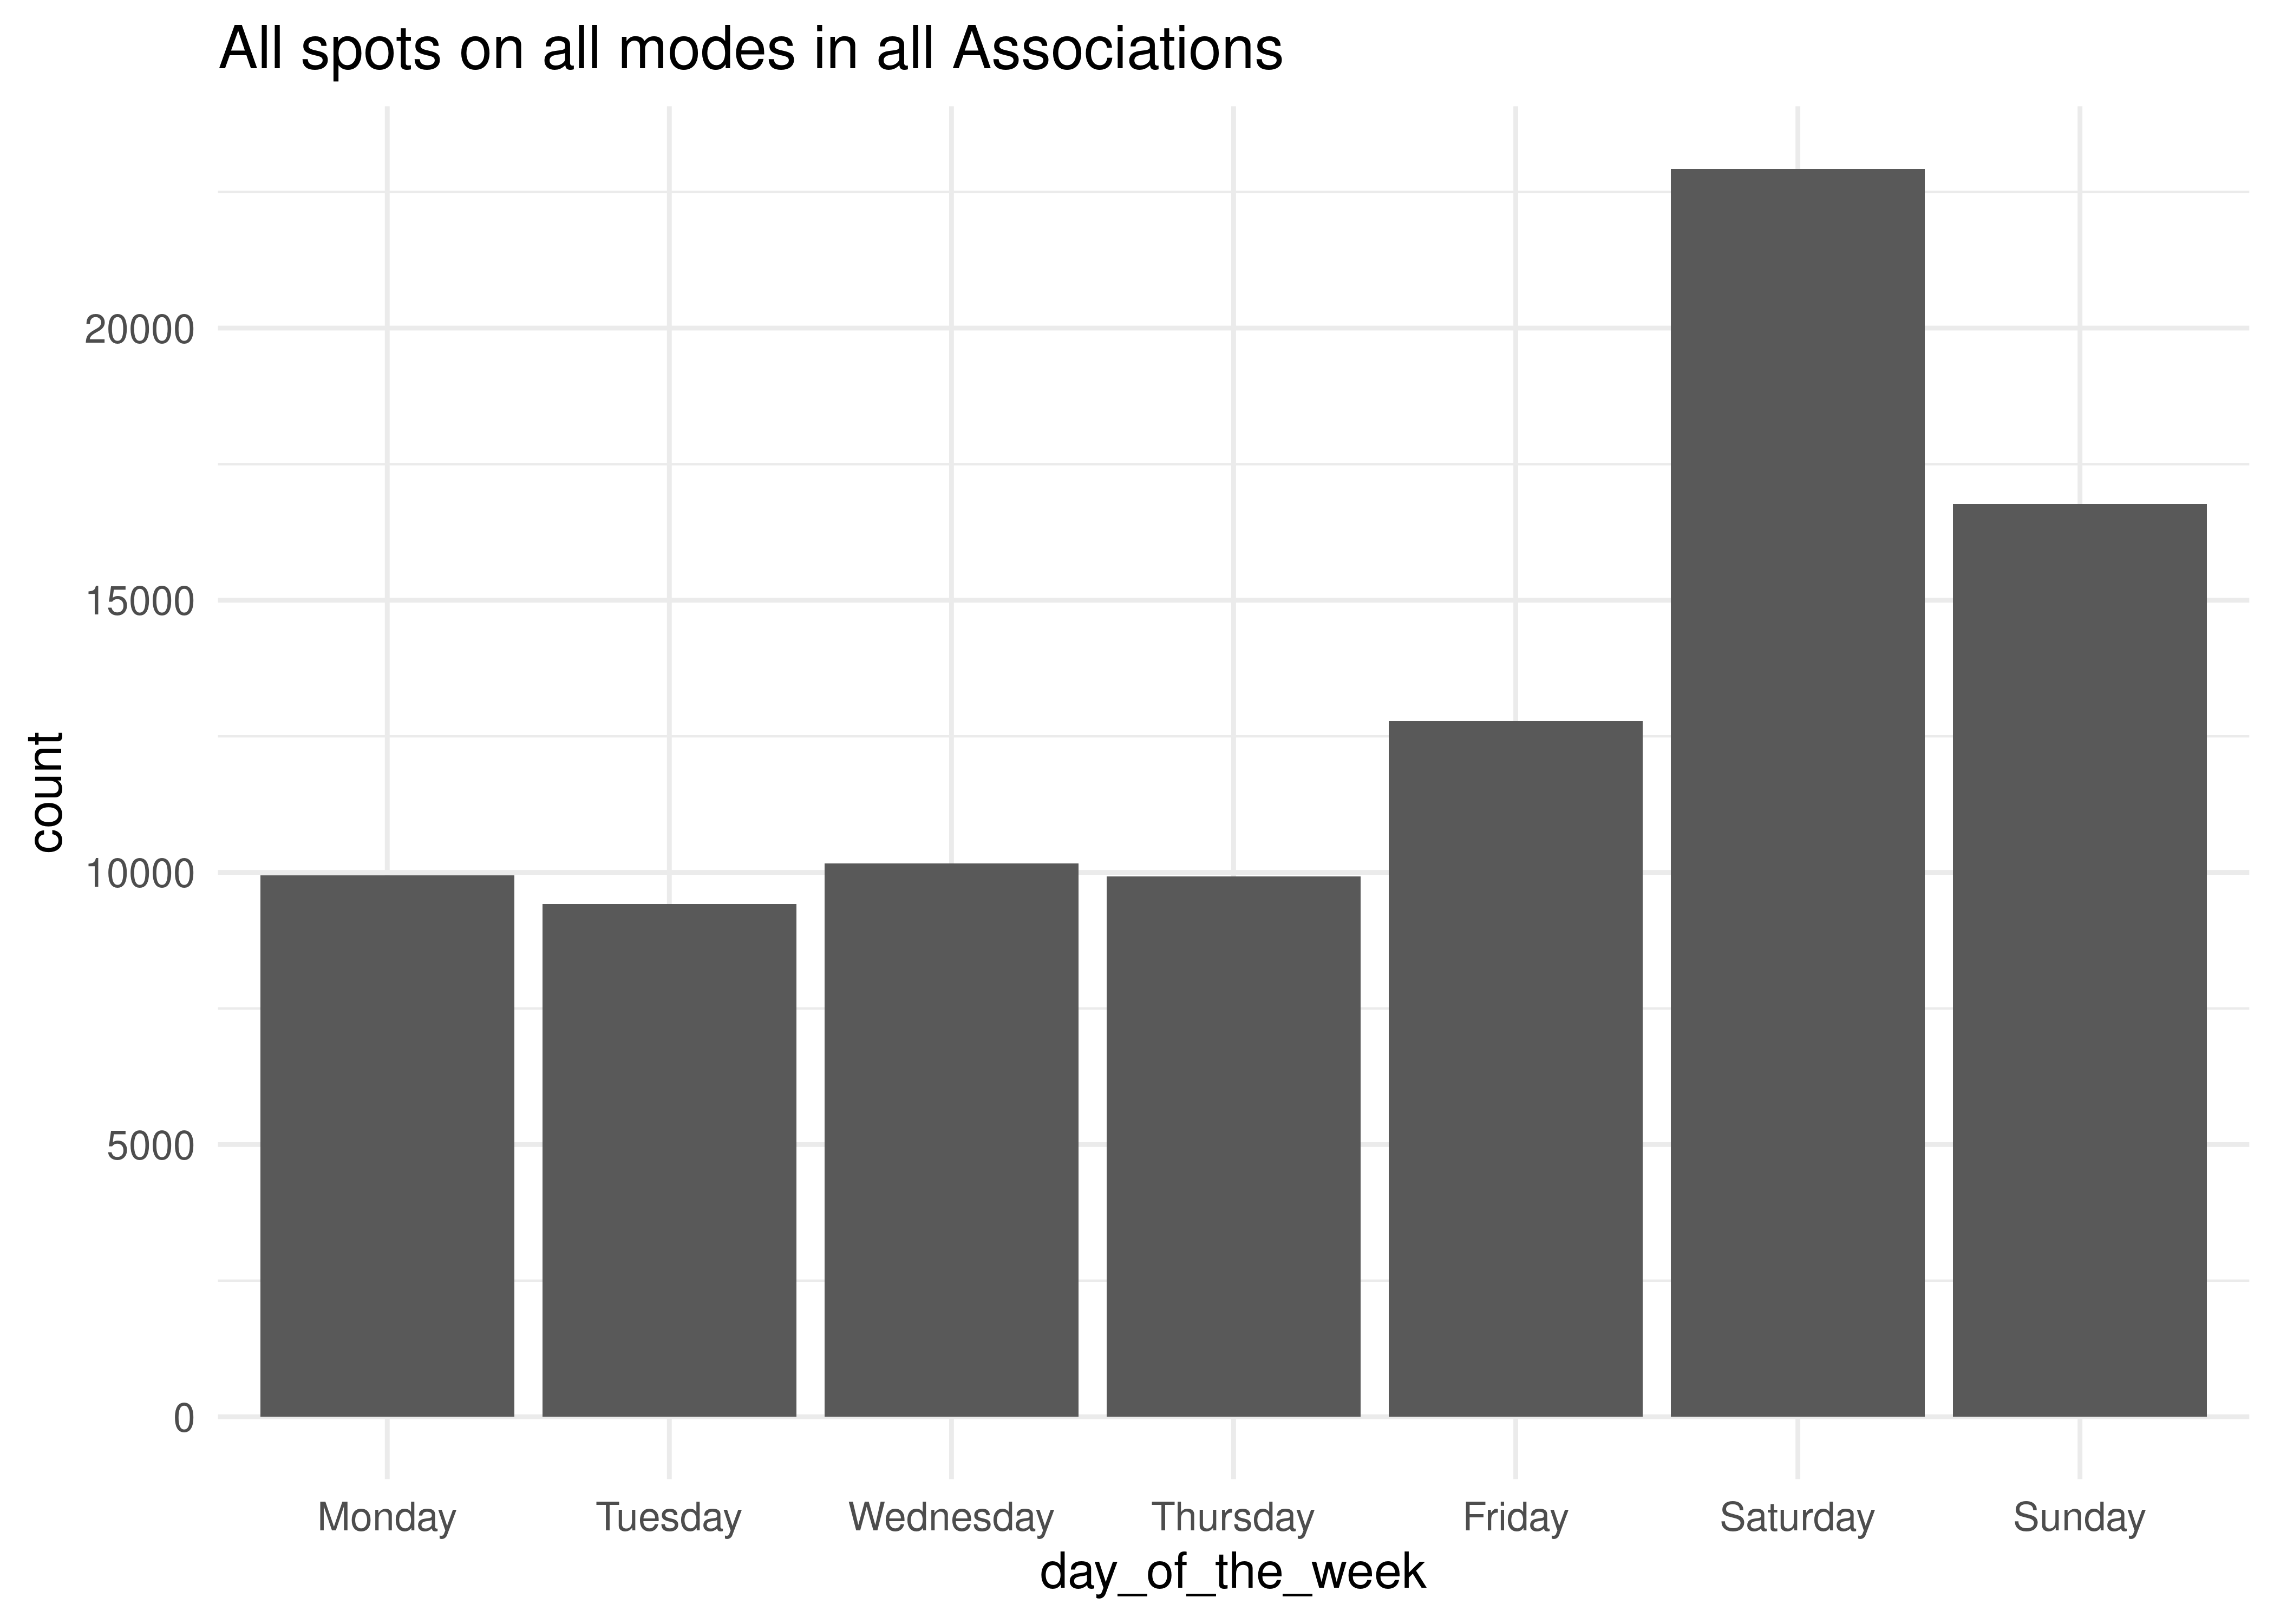 All spots on all modes in all Associations
count
20000
15000
10000
5000
0
Monday Tuesday Wednesday Thursday Friday Saturday Sunday
day_of_the_week